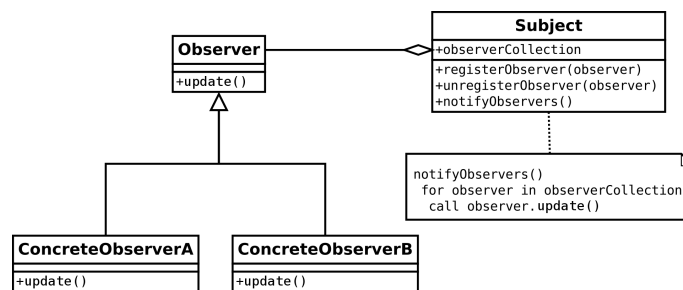 Subject
+observerCollection
+registerObserver(observer)
+unregisterObserver(observer)
+notifyObservers()
Observer
+update()
notifyObservers()
for observer in observerCollection
call observer.update()
ConcreteObserverA
+update()
ConcreteObserverB
+update()